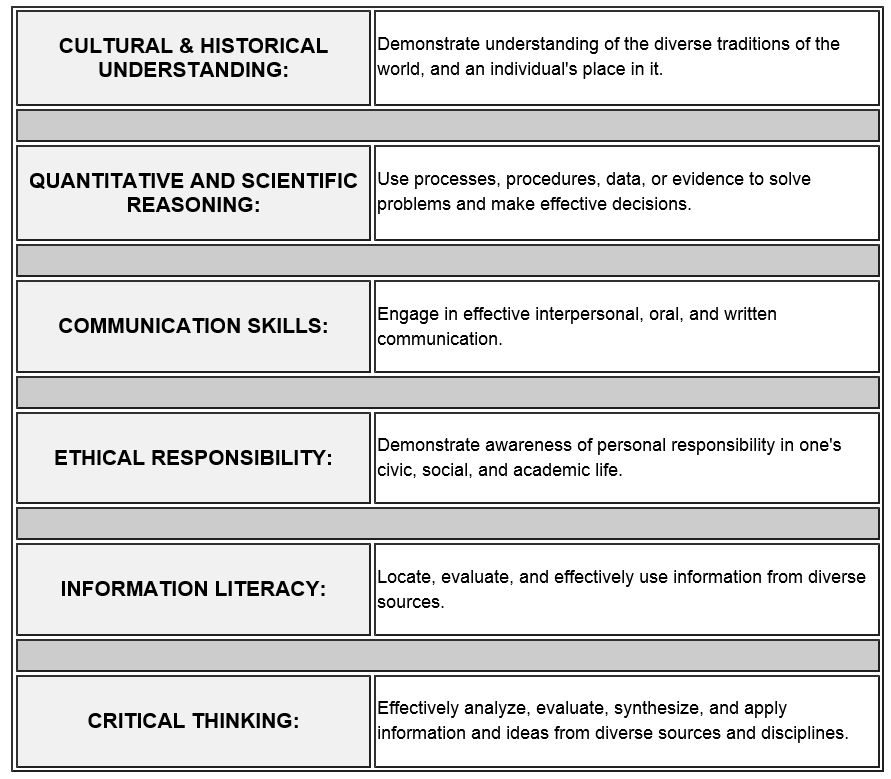 CULTURAL & HISTORICAL
UNDERSTANDING:
Demonstrate understanding of the diverse traditions of the
world, and an individual's place in it.
QUANTITATIVE AND SCIENTIFIC
REASONING:
Use processes, procedures, data, or evidence to solve
problems and make effective decisions.
COMMUNICATION SKILLS:
Engage in effective interpersonal, oral, and written
communication.
ETHICAL RESPONSIBILITY:
Demonstrate awareness of personal responsibility in one's
civic, social, and academic life.
INFORMATION LITERACY:
Locate, evaluate, and effectively use information from diverse
sources.
CRITICAL THINKING:
Effectively analyze, evaluate, synthesize, and apply
information and ideas from diverse sources and disciplines.